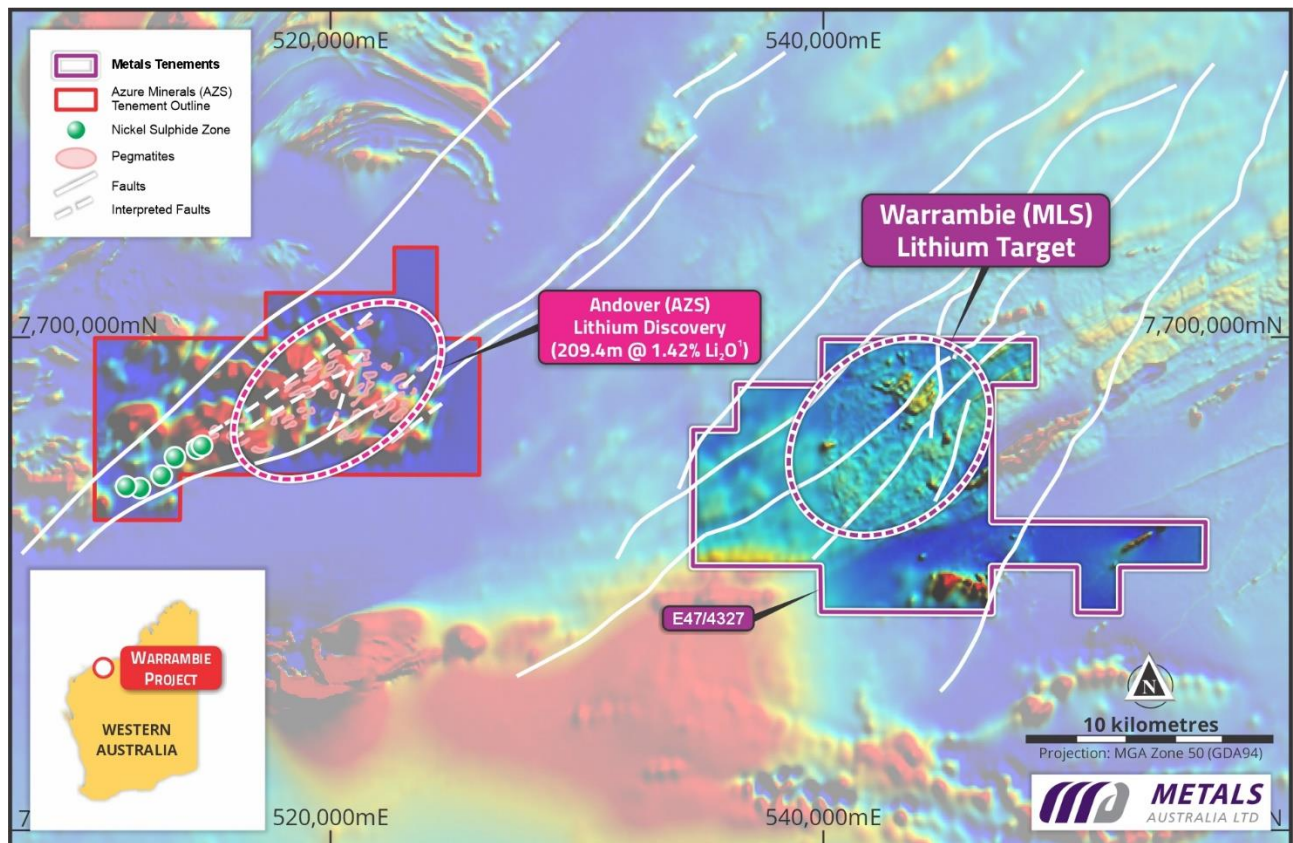 520,000mE
540,000mE
Metals Tenements
Azure Minerals (AZS)
Tenement Outline
Nickel Sulphide Zone
Pegmatites
Faults
Interpreted Faults
Warrambie (MLS)
Lithium Target
Andover (AZS)
Lithium Discovery
(209.4m @ 1.42% Li₂O¹)
7,700,000mN
7,700,000mN
E47/4327
WARRAMBIE
PROJECT
WESTERN
AUSTRALIA
N
10 kilometres
Projection: MGA Zone 50 (GDA94)
METALS
AUSTRALIA LTD
520,000mE
540,000mE